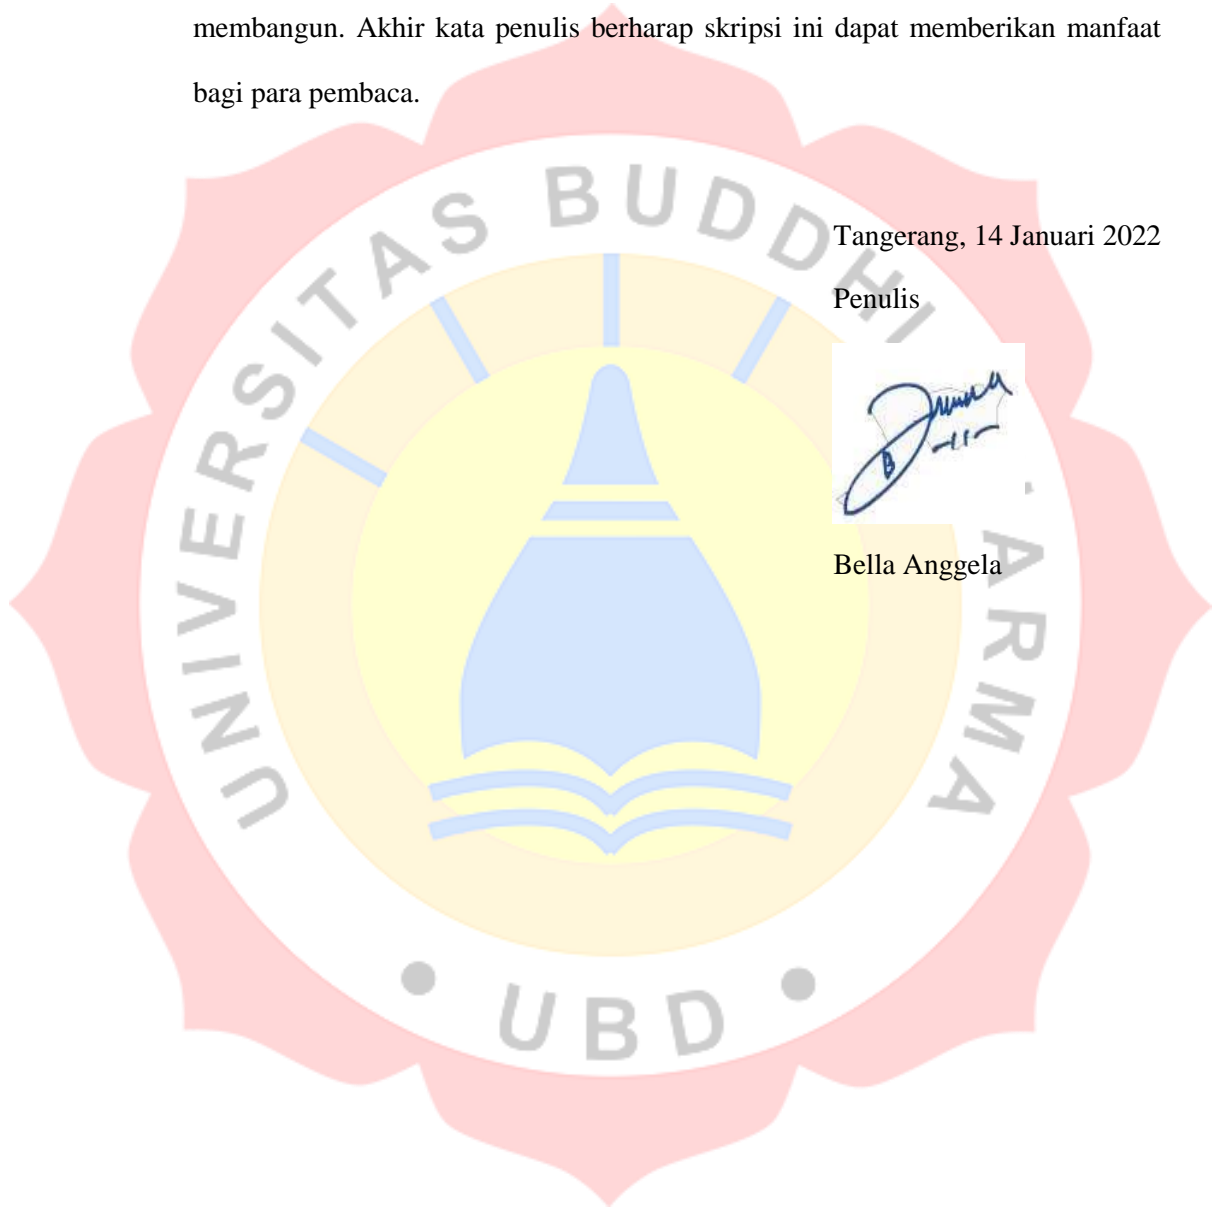 membangun. Akhir kata penulis berharap skripsi ini dapat memberikan manfaat
bagi para pembaca.
Tangerang, 14 Januari 2022
Penulis
Bella Anggela
UNIVERSITAS BUDDHI ARMA
• UBD •